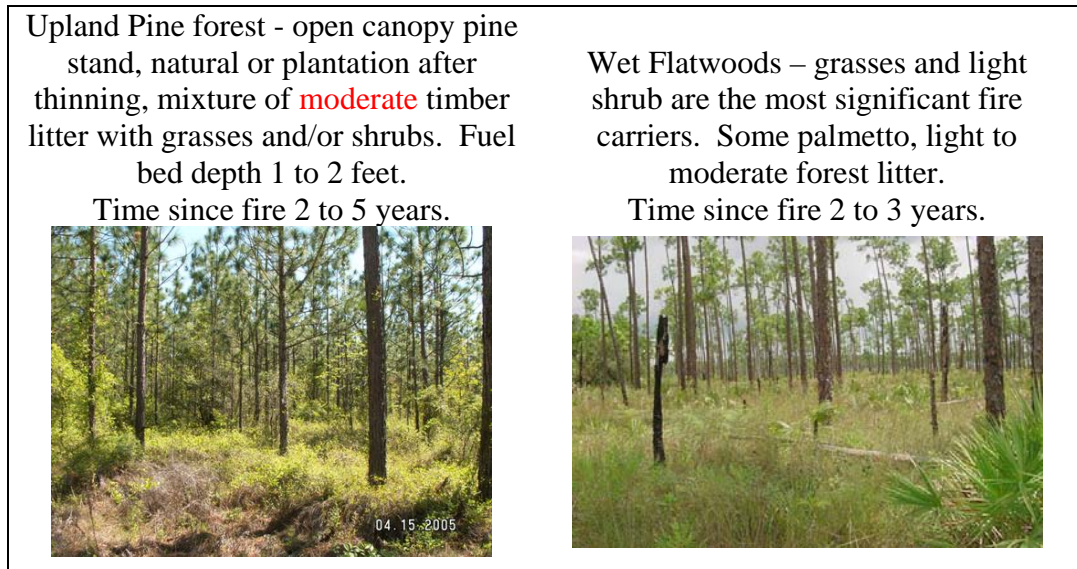 Upland Pine forest - open canopy pine
stand, natural or plantation after
thinning, mixture of moderate timber
litter with grasses and/or shrubs.  Fuel
bed depth 1 to 2 feet.
Time since fire 2 to 5 years.
04.15.2005
Wet Flatwoods – grasses and light
shrub are the most significant fire
carriers.  Some palmetto, light to
moderate forest litter.
Time since fire 2 to 3 years.